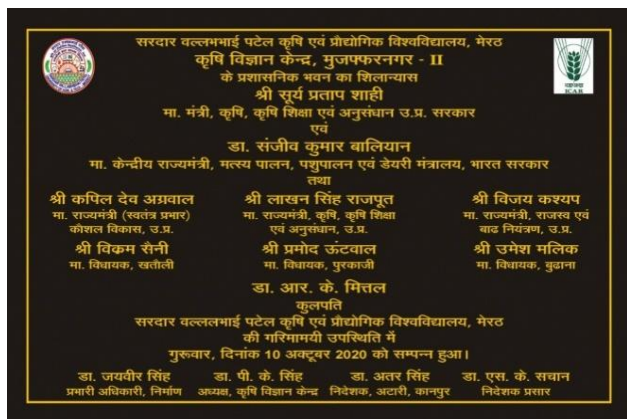 सरदार वल्लभभाई पटेल कृषि एवं प्रौद्योगिक विश्वविद्यालय, मेरठ
कृषि विज्ञान केन्द्र, मुजफ्फरनगर - II
के प्रशासनिक भवन का शिलान्यास
श्री सूर्य प्रताप शाही
मा. मंत्री, कृषि, कृषि शिक्षा एवं अनुसंधान उ.प्र. सरकार
एवं
डा. संजीव कुमार बालियान
मा. केन्द्रीय राज्यमंत्री, मत्स्य पालन, पशुपालन एवं डेयरी मंत्रालय, भारत सरकार
तथा
श्री कपिल देव अग्रवाल श्री लाखन सिंह राजपूत श्री विजय कश्यप
मा. राज्यमंत्री (स्वतंत्र प्रभार) मा. राज्यमंत्री, कृषि, कृषि शिक्षा मा. राज्यमंत्री, राजस्व एवं
कौशल विकास, उ.प्र. एवं अनुसंधान, उ.प्र. बाढ नियंत्रण, उ.प्र.
श्री विक्रम सैनी श्री प्रमोद ऊंटवाल श्री उमेश मलिक
मा. विधायक, खतौली मा. विधायक, पुरकाजी मा. विधायक, बुढाना
डा. आर. के. मित्तल
कुलपति
सरदार वल्ललभाई पटेल कृषि एवं प्रौद्योगिक विश्वविद्यालय, मेरठ
की गरिमामयी उपस्थिति में
गुरूवार, दिनांक 10 अक्टूबर 2020 को सम्पन्न हुआ।
डा. जयवीर सिंह डा. पी. के. सिंह डा. अतर सिंह डा. एस. के. सचान
प्रभारी अधिकारी, निर्माण अध्यक्ष, कृषि विज्ञान केन्द्र निदेशक, अटारी, कानपुर निदेशक प्रसार
ICAR